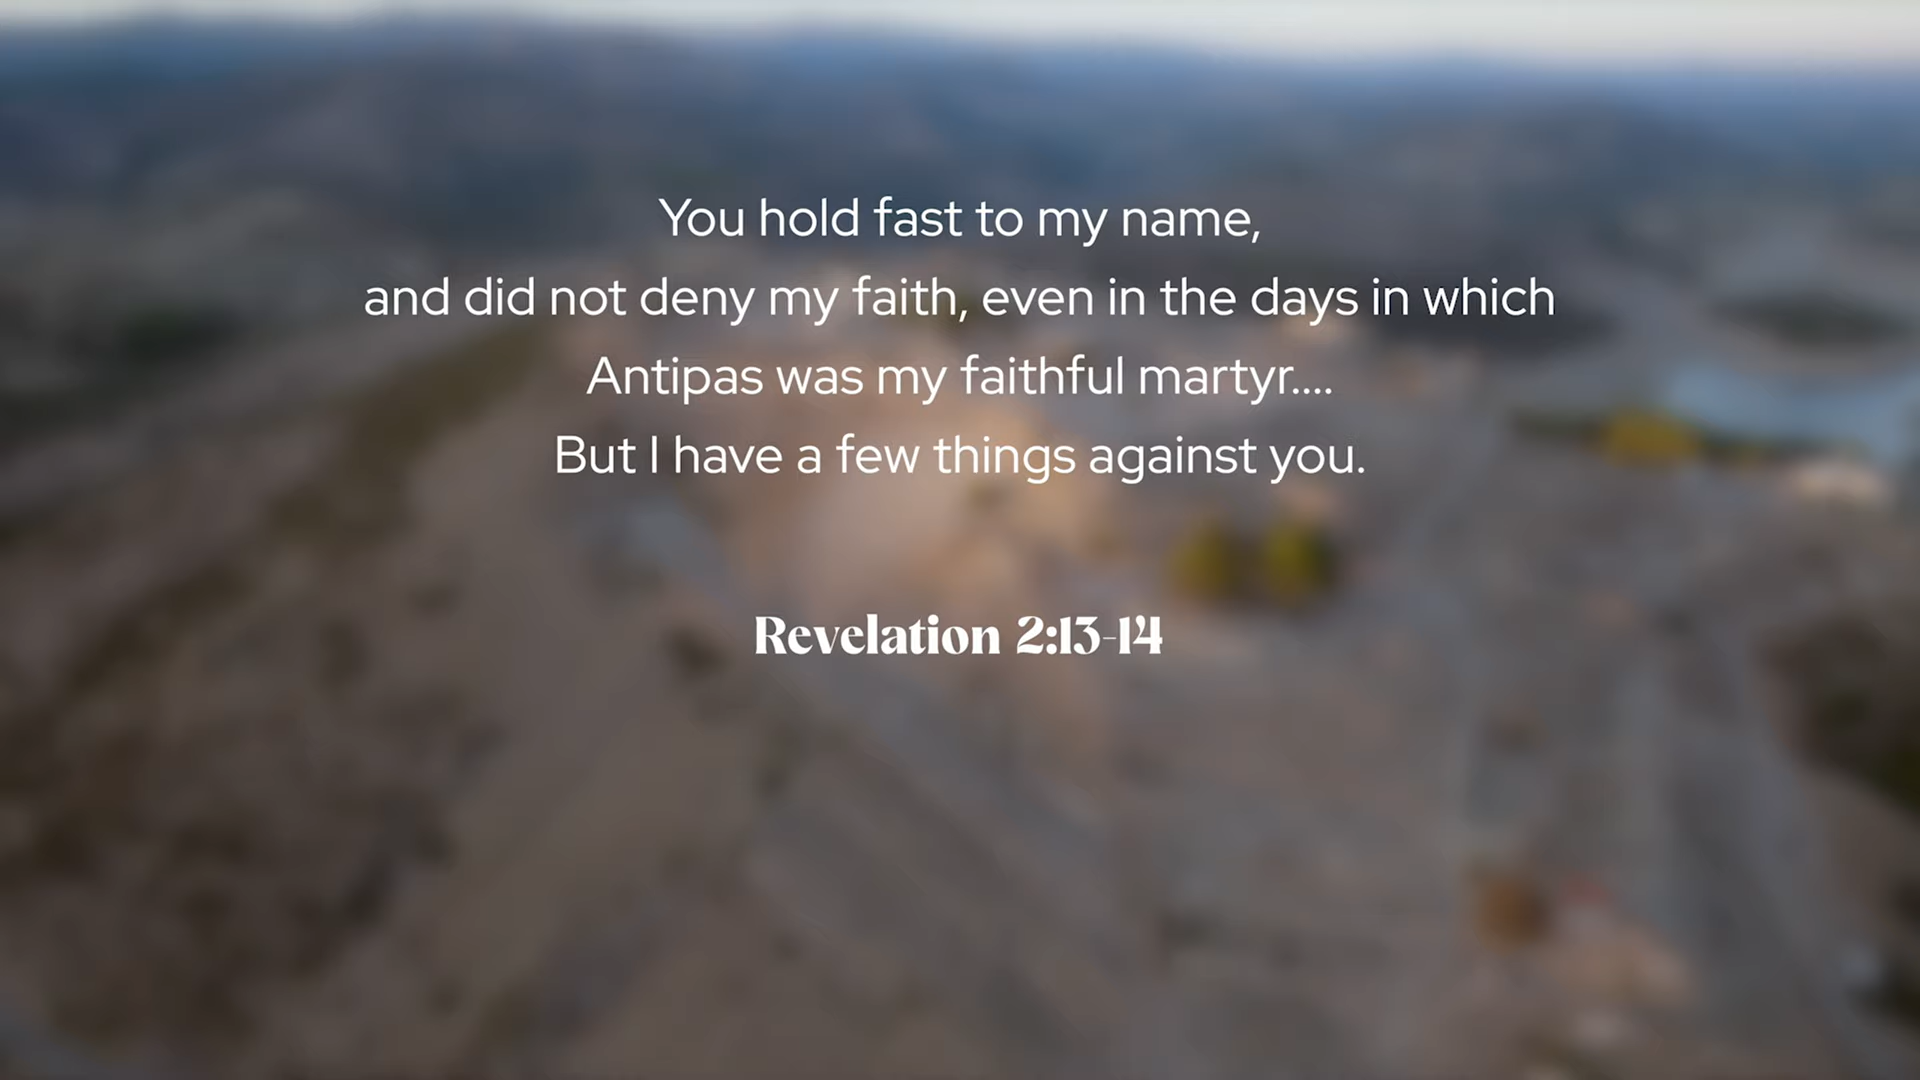 You hold fast to my name,
and did not deny my faith, even in the days in which
Antipas was my faithful martyr....
But I have a few things against you.
Revelation 2:13-14